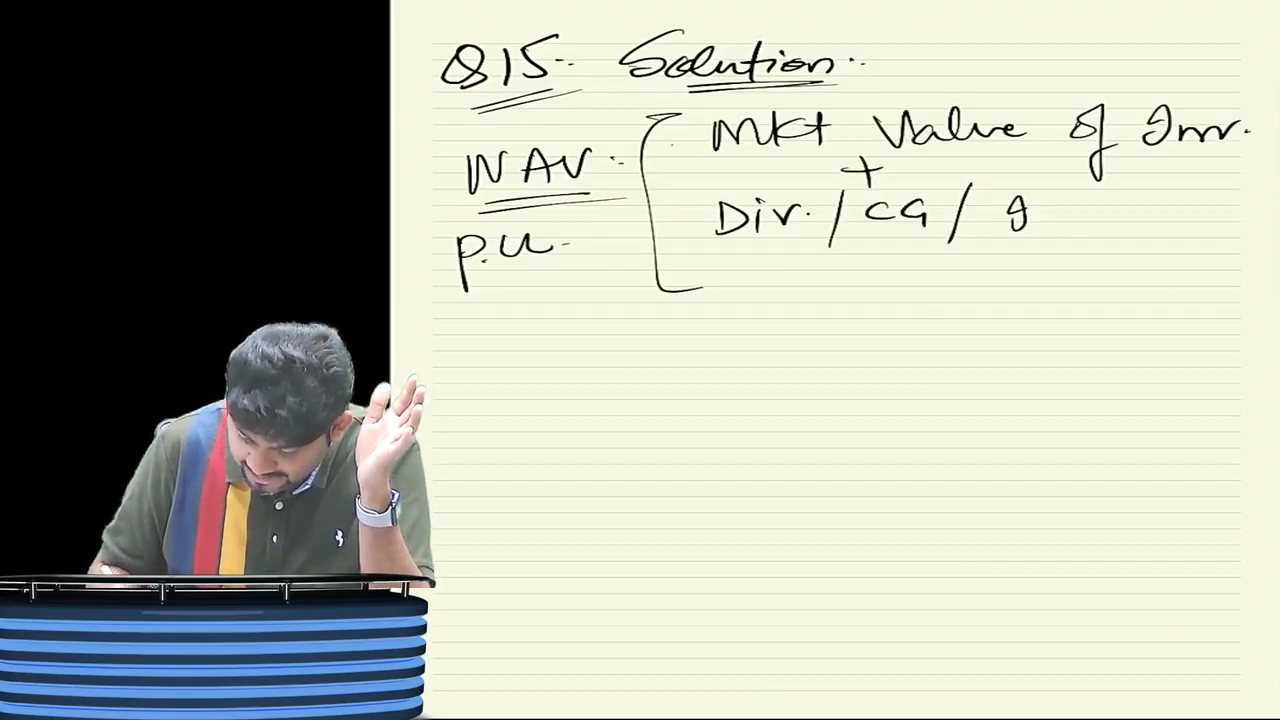 Q15. Solution.
NAV.
P.U.
Mkt Value of Inv.
+
Div. / CG / I